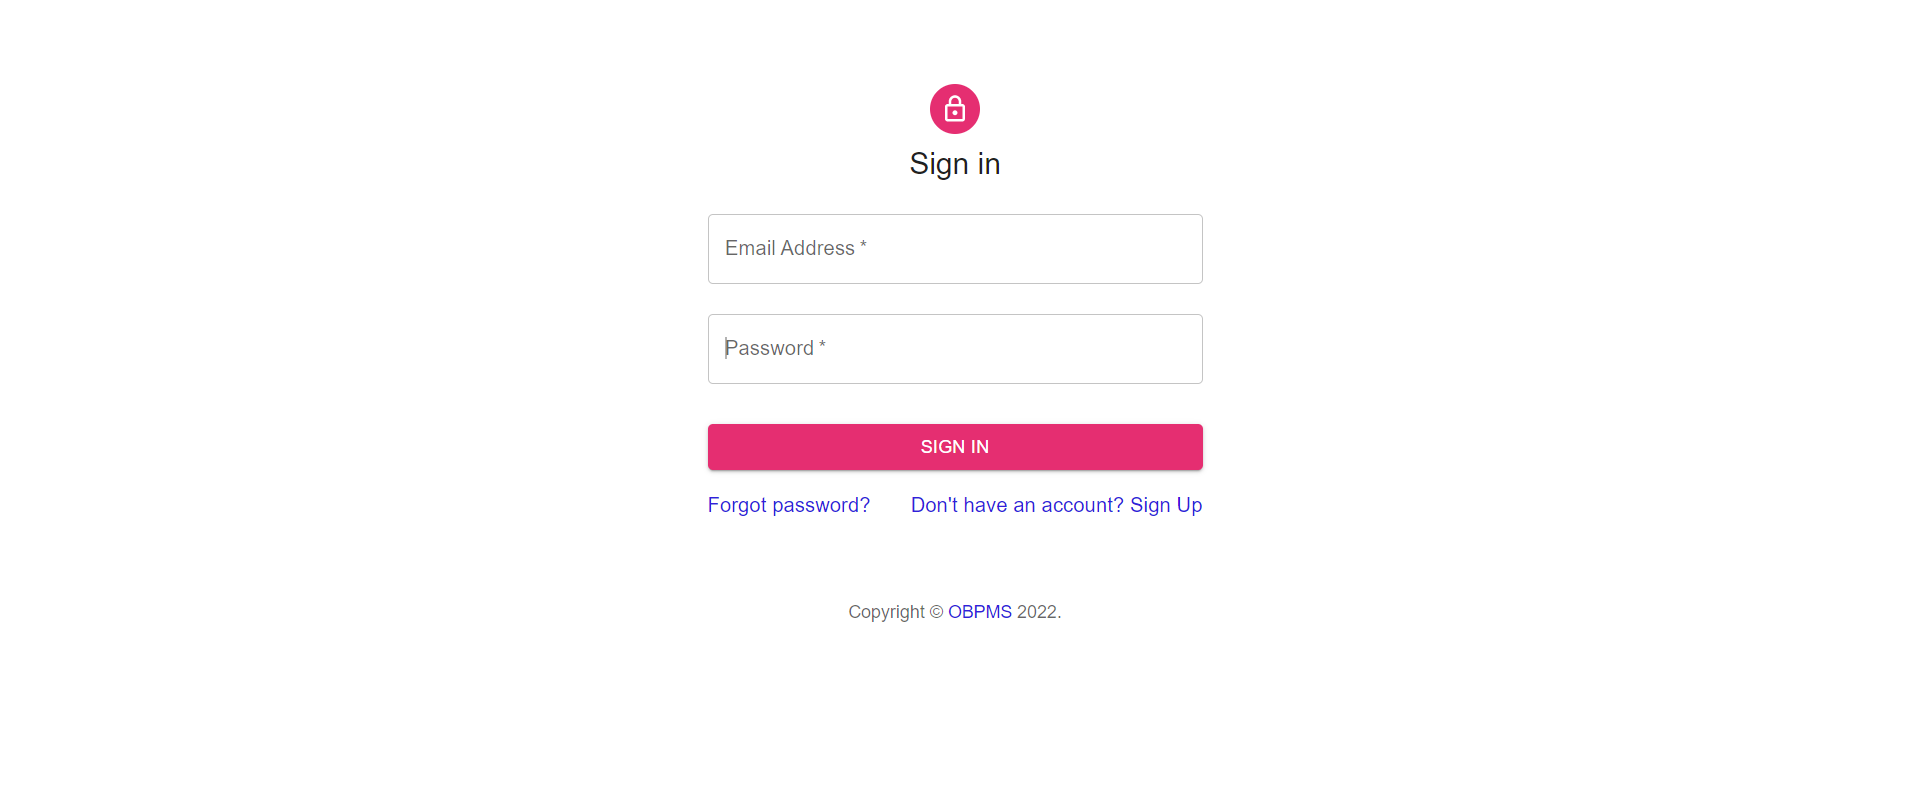 Sign in
Email Address *
Password *
SIGN IN
Forgot password? Don't have an account? Sign Up
Copyright © OBPMS 2022.